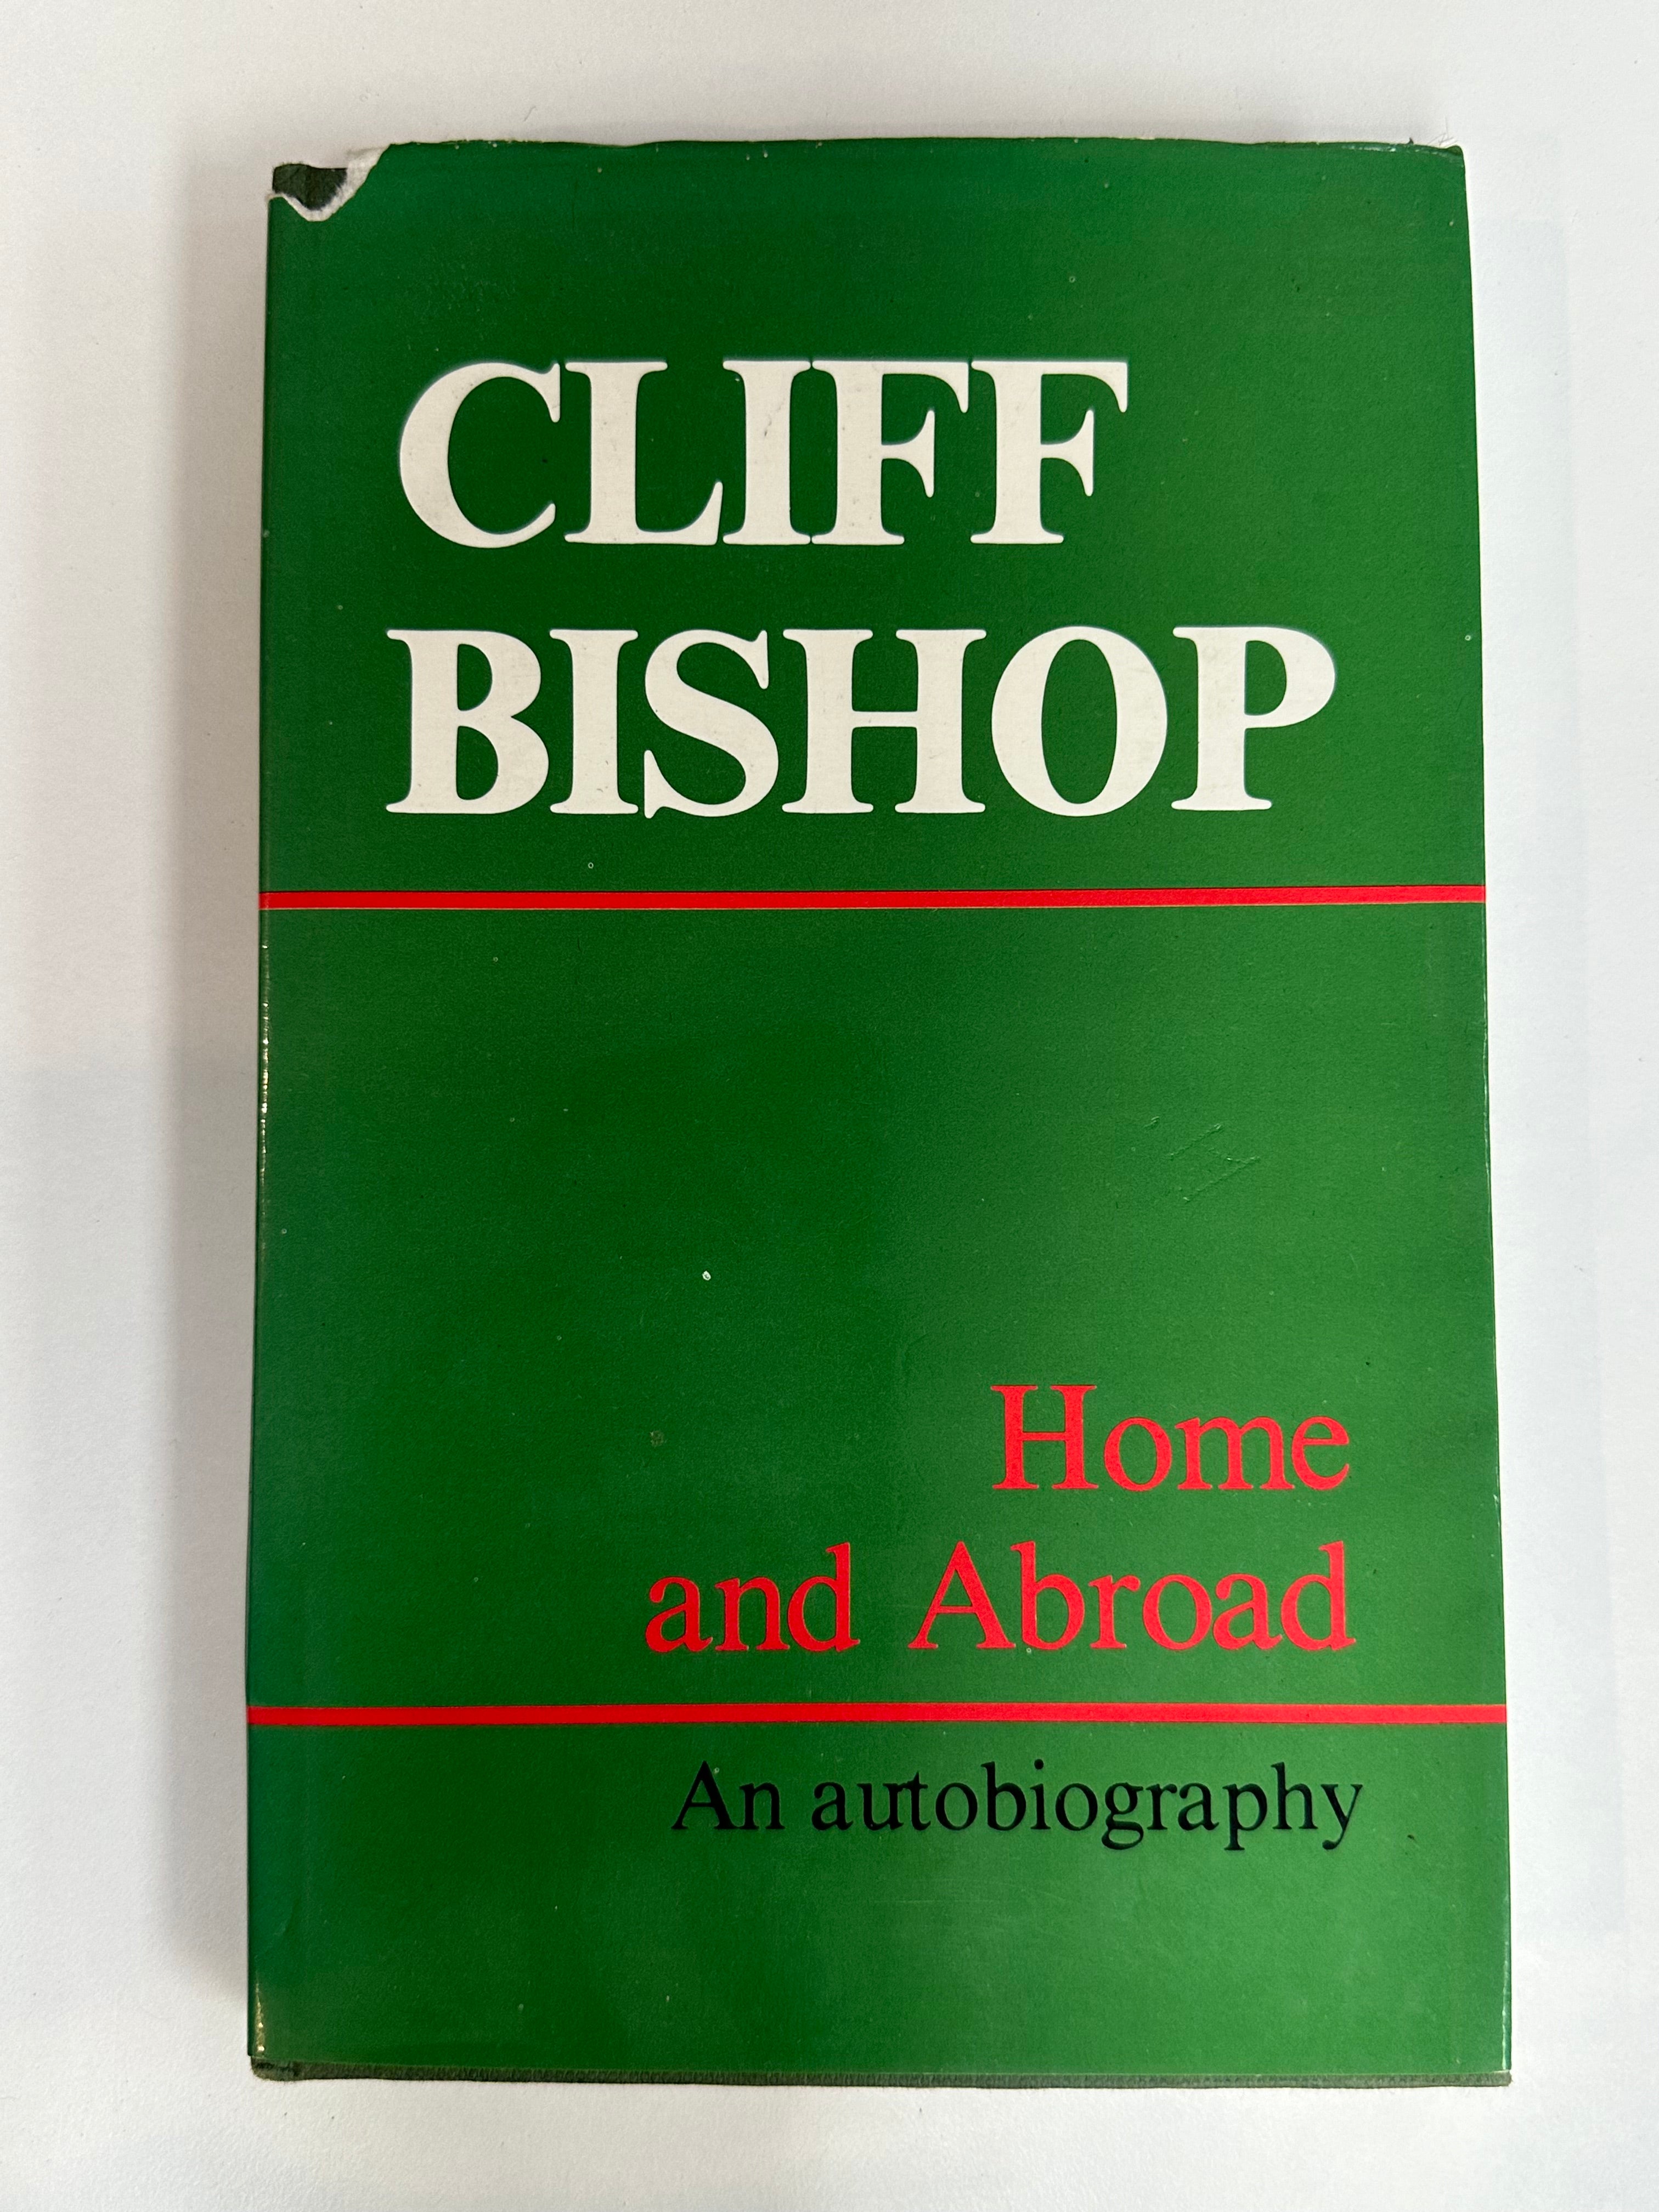 CLIFF
BISHOP
Home
and Abroad
An autobiography